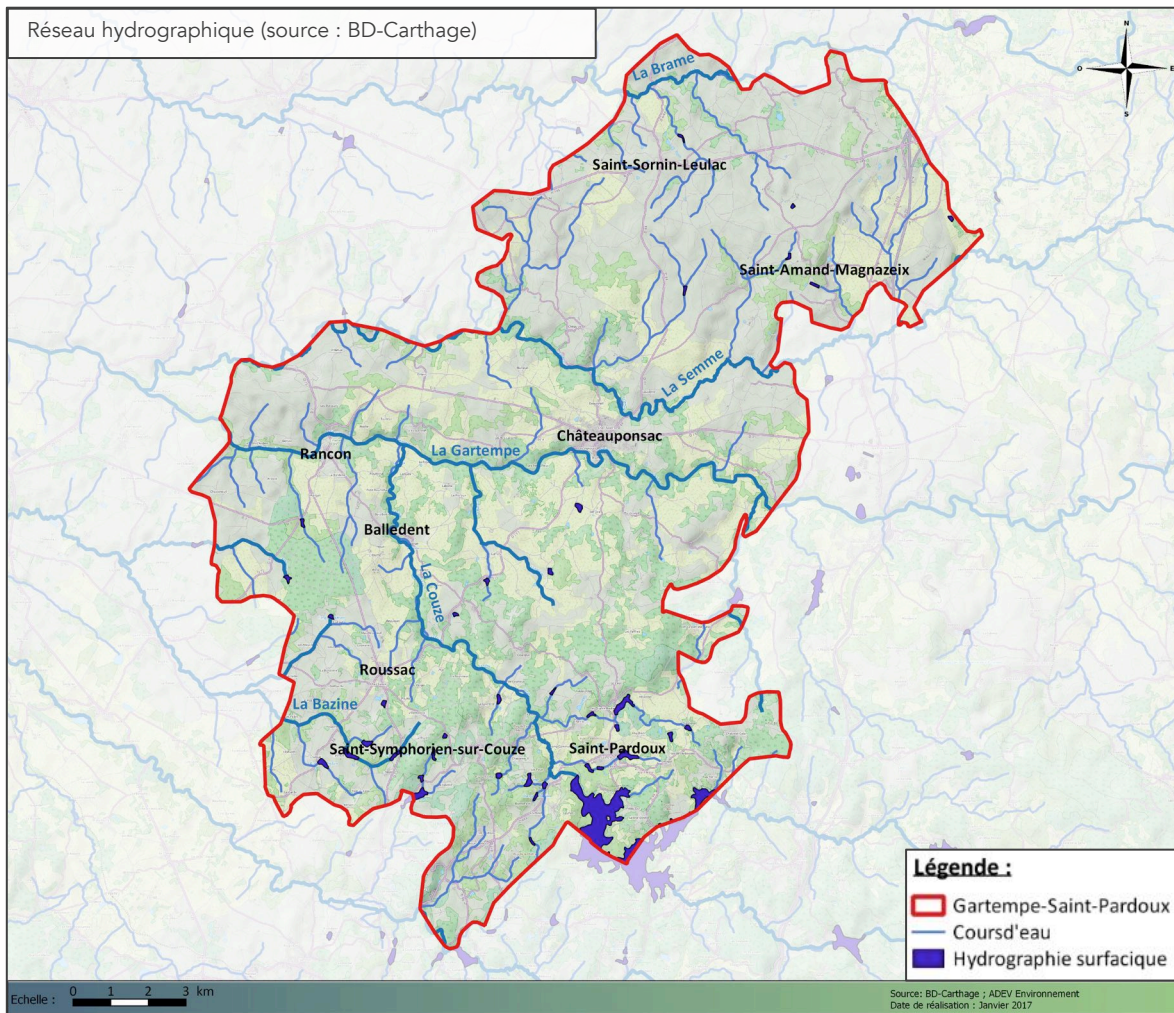 Réseau hydrographique (source : BD-Carthage)
N
O
E
S
La Brame
Saint-Sornin-Leulac
Saint-Amand-Magnazeix
La Semme
Châteauponsac
La Gartempe
Rancon
Balledent
La Couze
Roussac
La Bazine
Saint-Symphorien-sur-Couze
Saint-Pardoux
Légende :
Gartempe-Saint-Pardoux
Coursd'eau
Hydrographie surfacique
Echelle : 0 1 2 3 km
Source: BD-Carthage ; ADEV Environnement
Date de réalisation : Janvier 2017